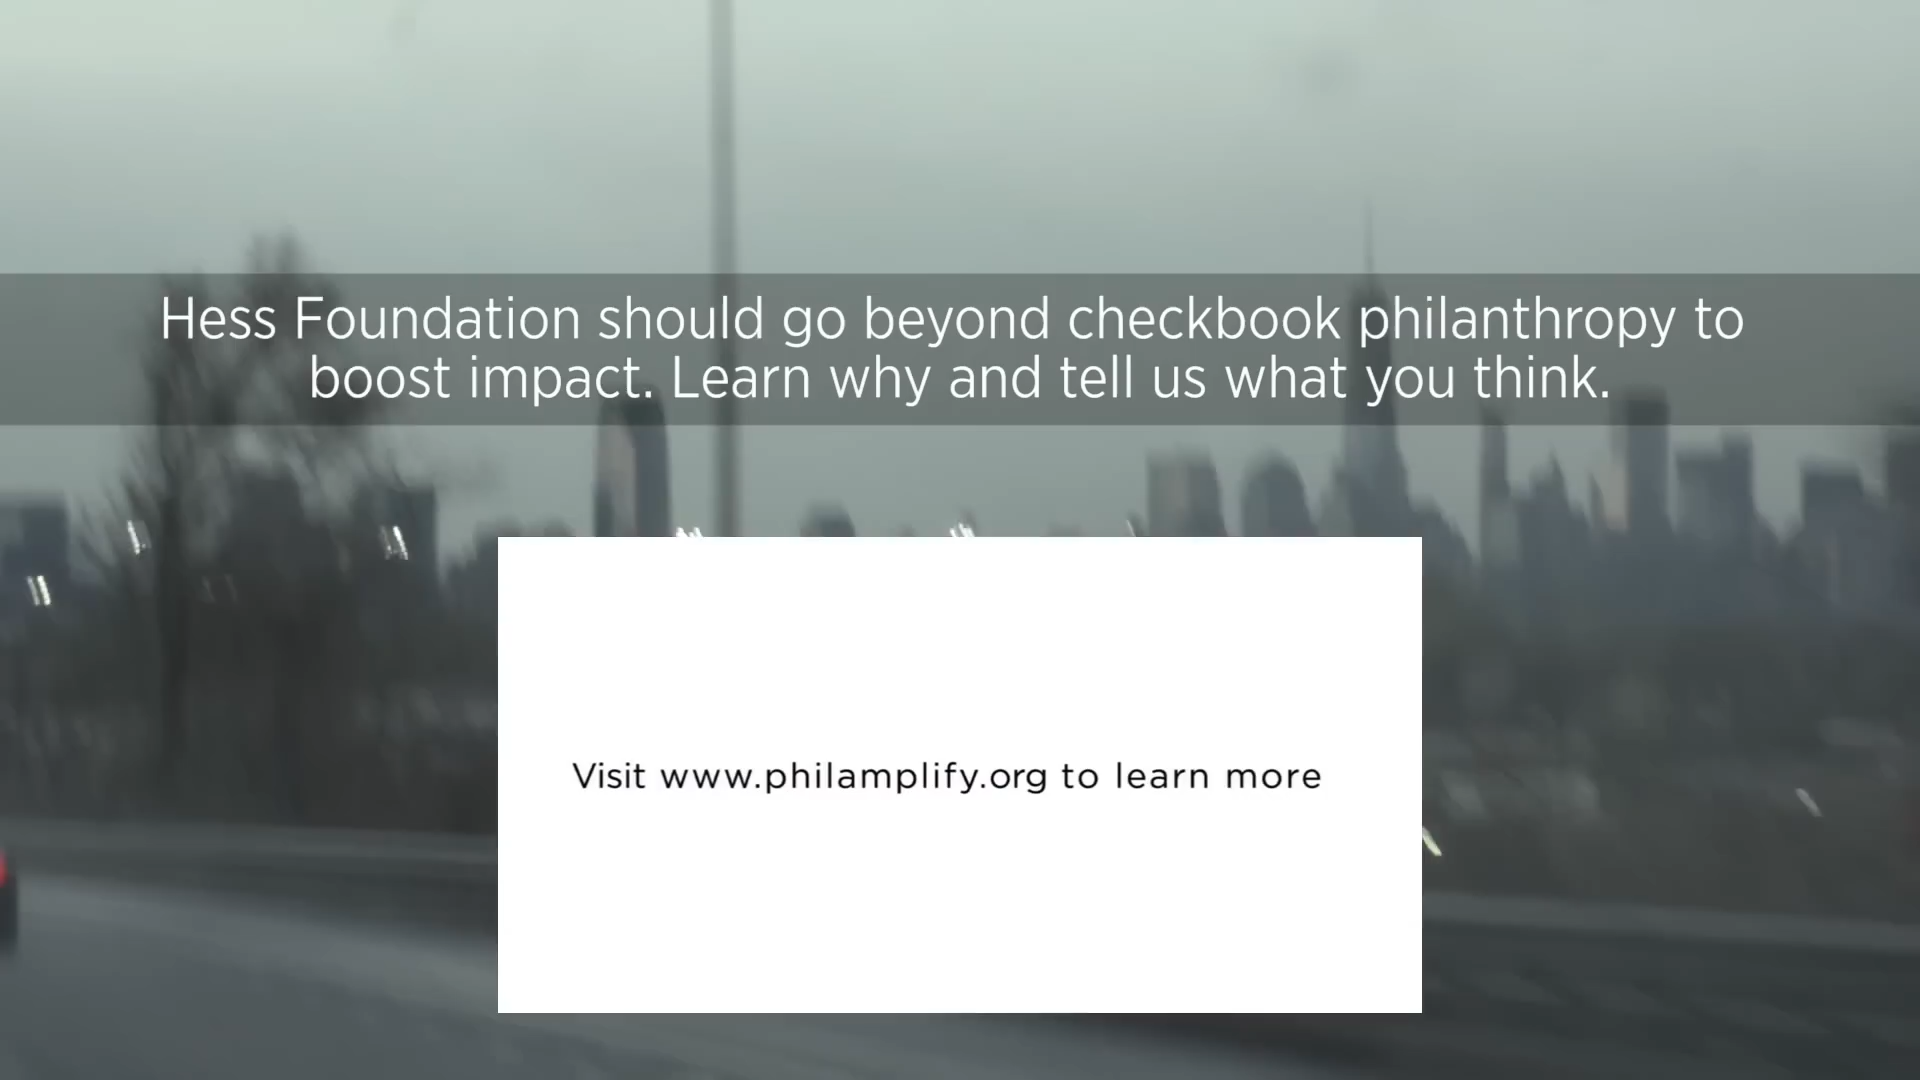 Hess Foundation should go beyond checkbook philanthropy to
boost impact. Learn why and tell us what you think.
Visit www.philamplify.org to learn more